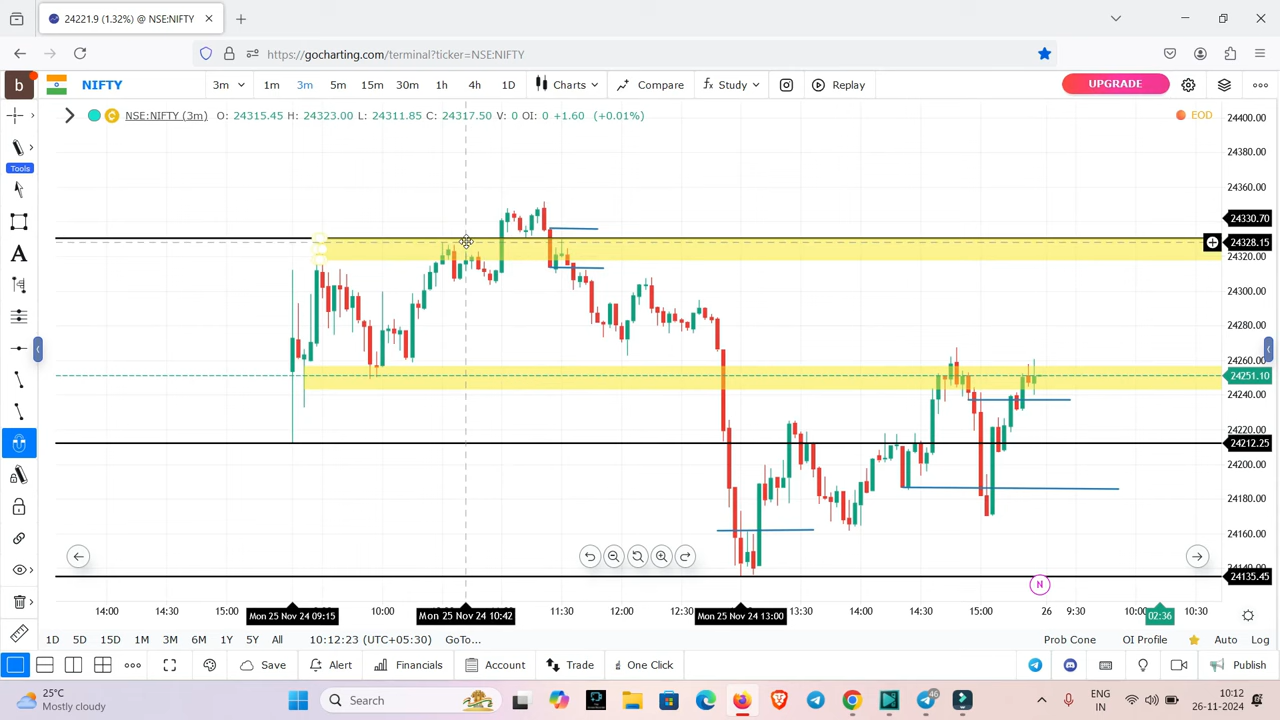 24221.9 (1.32%) @ NSE:NIFTY
https://gocharting.com/terminal?ticker=NSE:NIFTY
b NIFTY 3m 1m 3m 5m 15m 30m 1h 4h 1D Charts Compare fx Study Replay UPGRADE
C NSE:NIFTY (3m) O: 24315.45 H: 24323.00 L: 24311.85 C: 24317.50 V: 0 OI: 0 +1.60 (+0.01%) EOD
Tools
A
24400.00
24380.00
24360.00
24330.70
24328.15
24320.00
24300.00
24280.00
24260.00
24251.10
24240.00
24220.00
24212.25
24200.00
24180.00
24160.00
24135.45
N
14:00 14:30 15:00 Mon 25 Nov 24 09:15 10:00 Mon 25 Nov 24 10:42 11:30 12:00 12:30 Mon 25 Nov 24 13:00 13:30 14:00 14:30 15:00 26 9:30 10:00 02:36 10:30
1D 5D 15D 1M 3M 6M 1Y 5Y All 10:12:23 (UTC+05:30) GoTo... Prob Cone OI Profile Auto Log
Save Alert Financials Account Trade One Click Publish
25°C
Mostly cloudy
Search
46
ENG
IN
10:12
26-11-2024